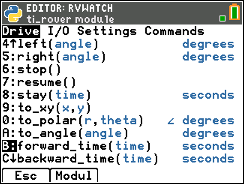 EDITOR: RVWATCH
ti_rover module
Drive I/O Settings Commands
4↑left(angle) degrees
5:right(angle) degrees
6:stop()
7:resume()
8:stay(time) seconds
9:to_xy(x,y)
0:to_polar(r,theta) ∠ degrees
A:to_angle(angle) degrees
B:forward_time(time) seconds
C↓backward_time(time) seconds
Esc Modul